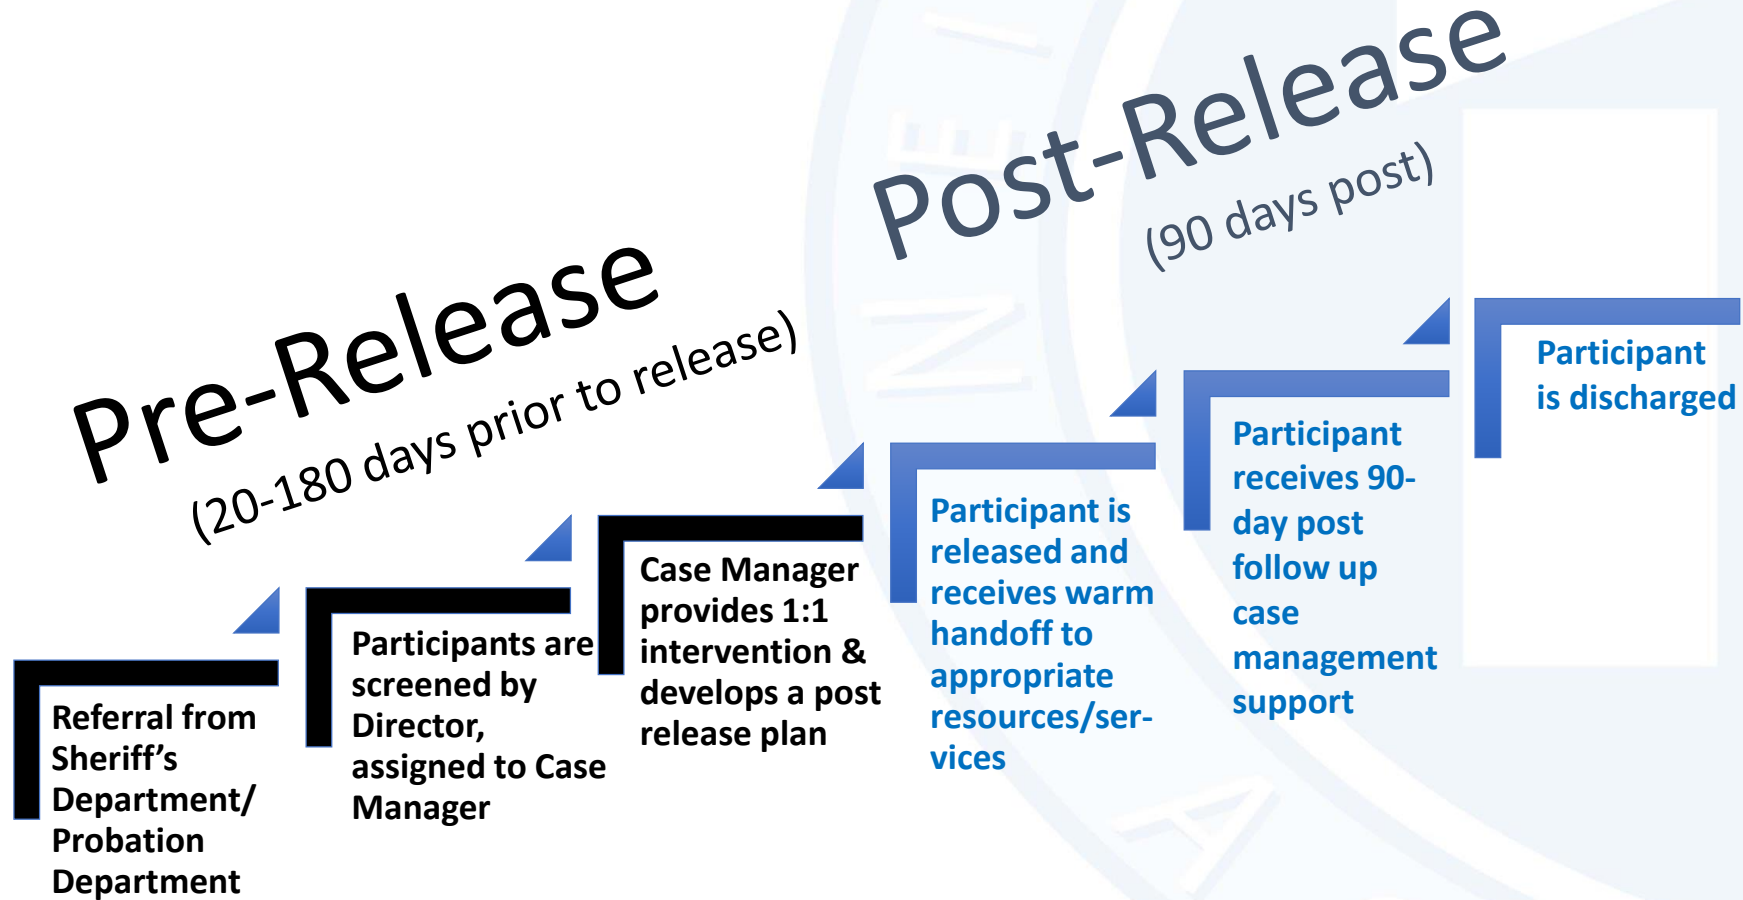 Pre-Release
(20-180 days prior to release)
Post-Release
(90 days post)
Referral from
Sheriff’s
Department/
Probation
Department
Participants are
screened by
Director,
assigned to Case
Manager
Case Manager
provides 1:1
intervention &
develops a post
release plan
Participant is
released and
receives warm
handoff to
appropriate
resources/ser-
vices
Participant
receives 90-
day post
follow up
case
management
support
Participant
is discharged